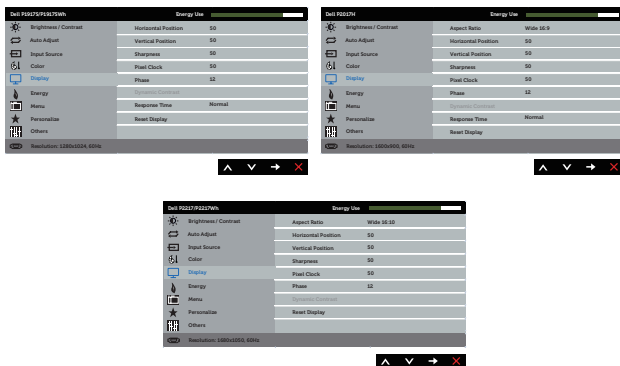 Dell P1917S/P1917SWh Energy Use
Brightness / Contrast Horizontal Position 50
Auto Adjust Vertical Position 50
Input Source Sharpness 50
Color Pixel Clock 50
Display Phase 12
Energy Dynamic Contrast
Menu Response Time Normal
Personalize Reset Display
Others
Resolution: 1280x1024, 60Hz
Dell P2017H Energy Use
Brightness / Contrast Aspect Ratio Wide 16:9
Auto Adjust Horizontal Position 50
Input Source Vertical Position 50
Color Sharpness 50
Display Pixel Clock 50
Energy Phase 12
Menu Dynamic Contrast
Personalize Response Time Normal
Others Reset Display
Resolution: 1600x900, 60Hz
Dell P2217/P2217Wh Energy Use
Brightness / Contrast Aspect Ratio Wide 16:10
Auto Adjust Horizontal Position 50
Input Source Vertical Position 50
Color Sharpness 50
Display Pixel Clock 50
Energy Phase 12
Menu Dynamic Contrast
Personalize Reset Display
Others
Resolution: 1680x1050, 60Hz